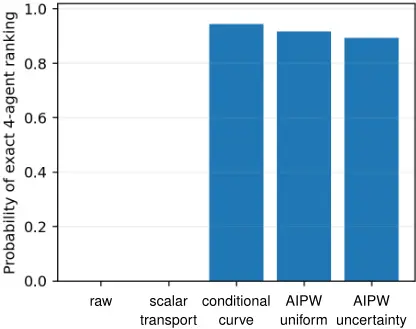 Probability of exact 4-agent ranking
1.0
0.8
0.6
0.4
0.2
0.0
raw
scalar transport
conditional curve
AIPW uniform
AIPW uncertainty